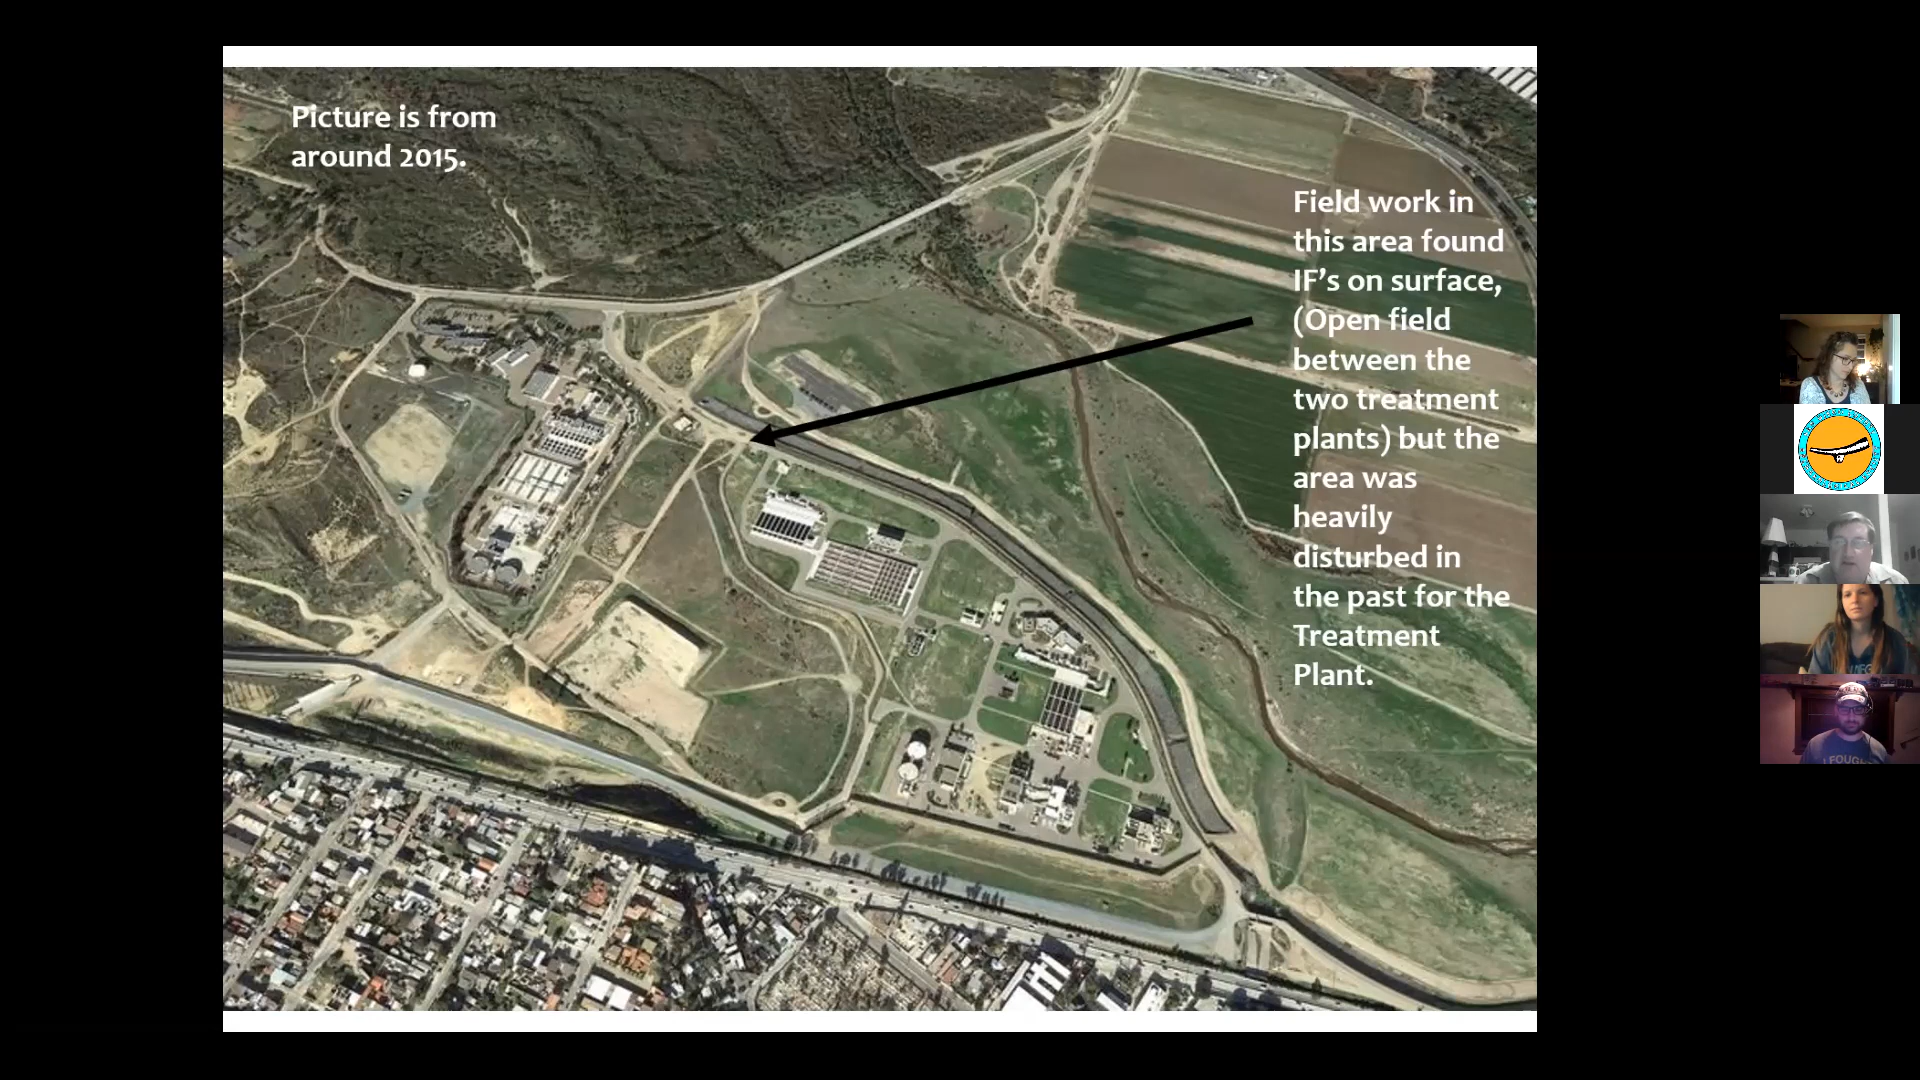 Picture is from
around 2015.
Field work in
this area found
IF's on surface,
(Open field
between the
two treatment
plants) but the
area was
heavily
disturbed in
the past for the
Treatment
Plant.